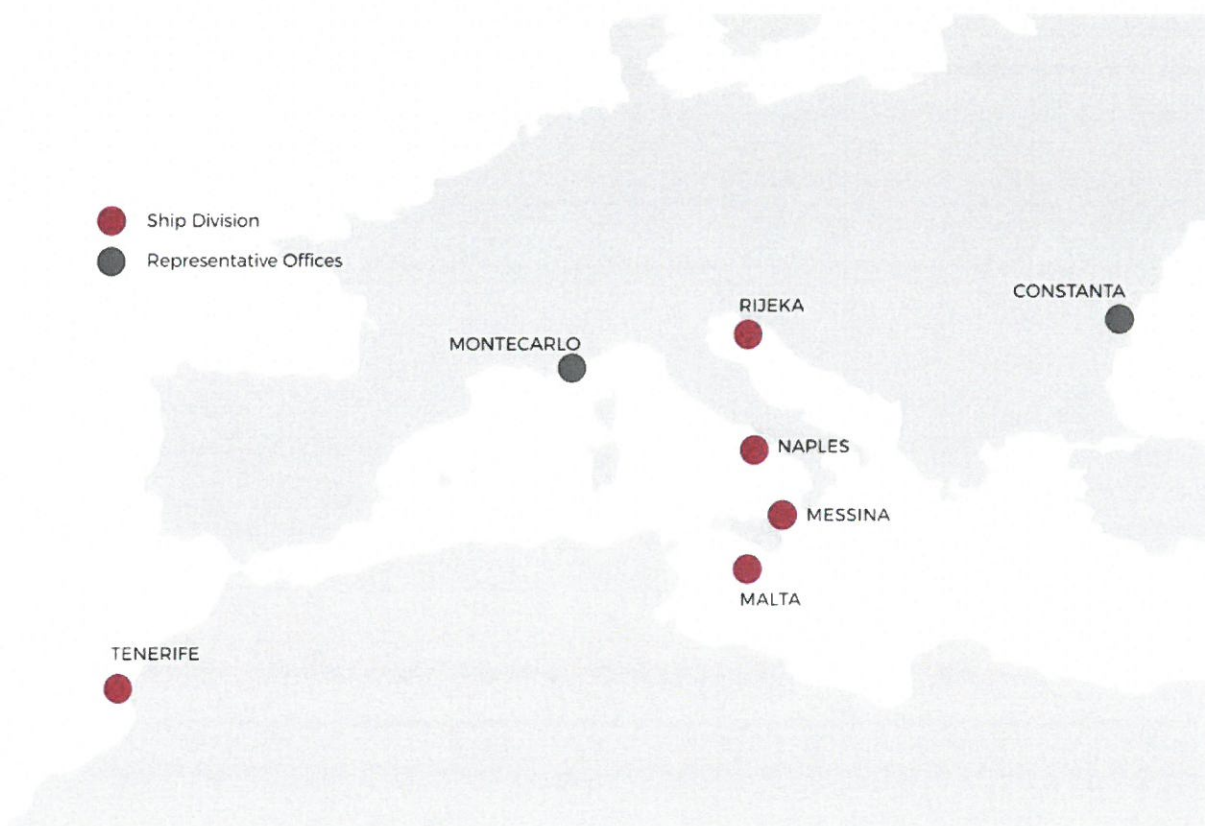 Ship Division
Representative Offices
CONSTANTA
RIJEKA
MONTECARLO
NAPLES
MESSINA
MALTA
TENERIFE